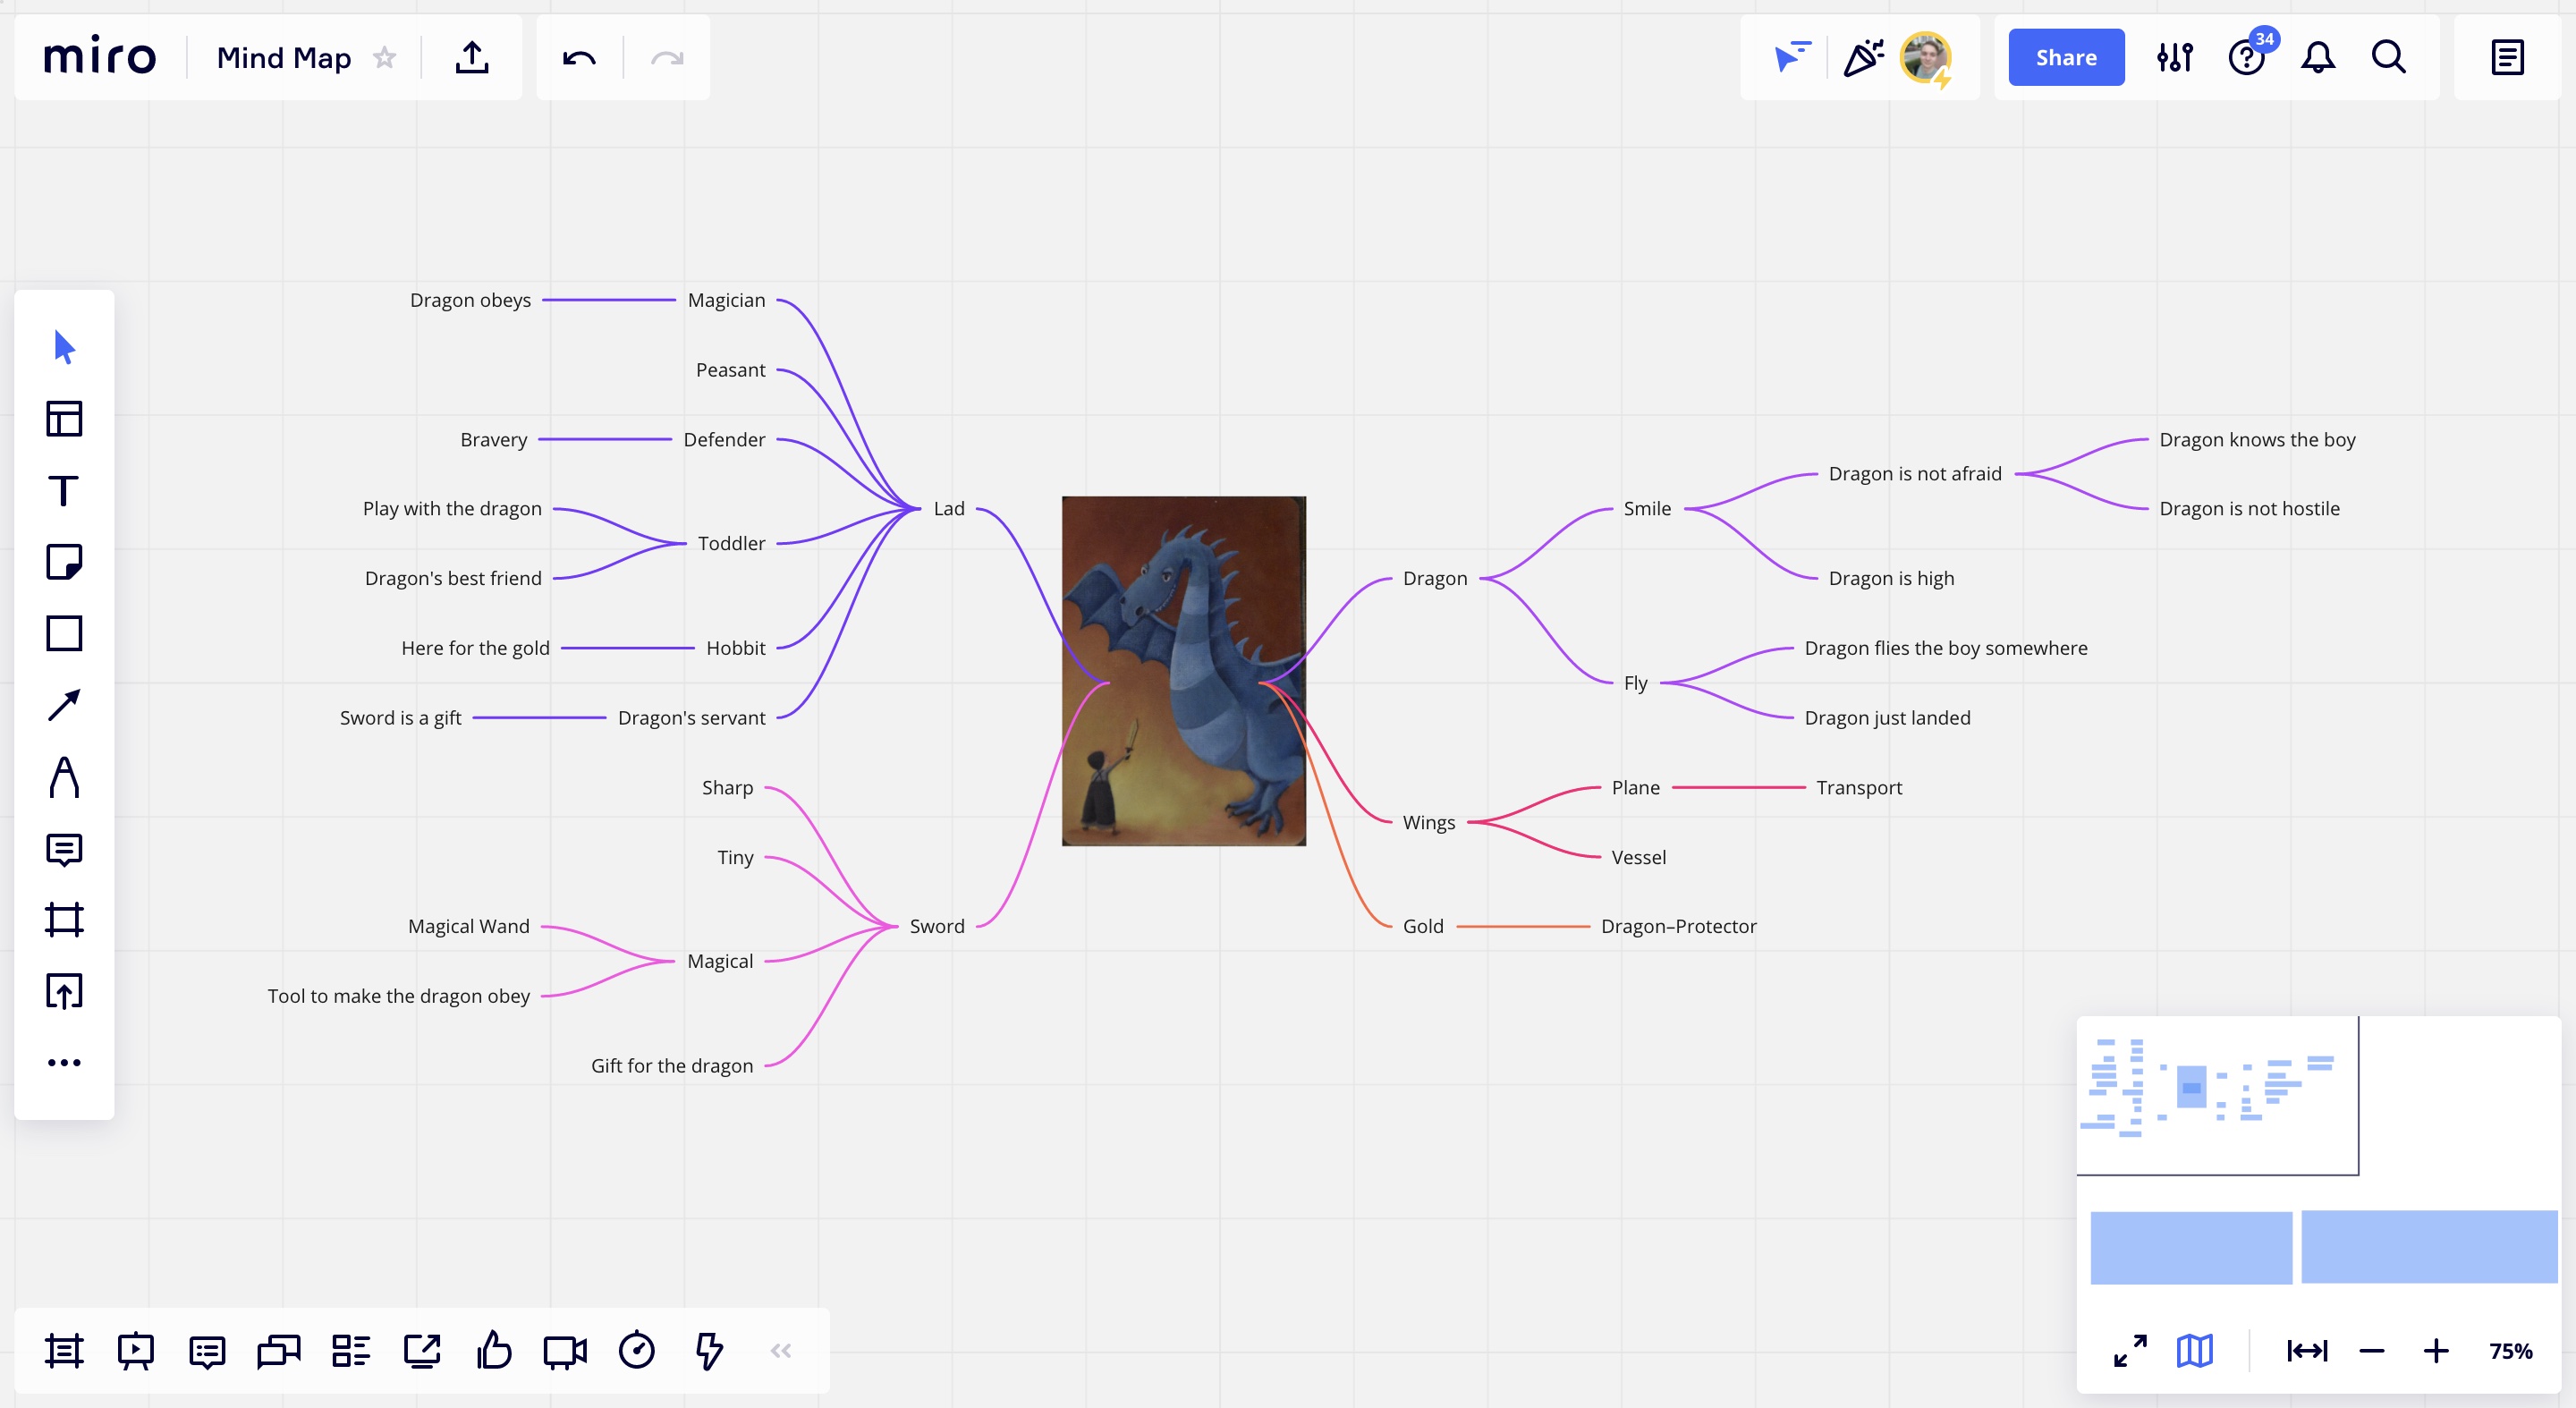 miro
Mind Map
Share
34
Dragon obeys
Magician
Peasant
Bravery
Defender
Play with the dragon
Toddler
Dragon's best friend
Here for the gold
Hobbit
Sword is a gift
Dragon's servant
Lad
Sharp
Tiny
Magical Wand
Magical
Tool to make the dragon obey
Gift for the dragon
Sword
Dragon
Smile
Dragon is not afraid
Dragon knows the boy
Dragon is not hostile
Dragon is high
Fly
Dragon flies the boy somewhere
Dragon just landed
Wings
Plane
Transport
Vessel
Gold
Dragon–Protector
75%